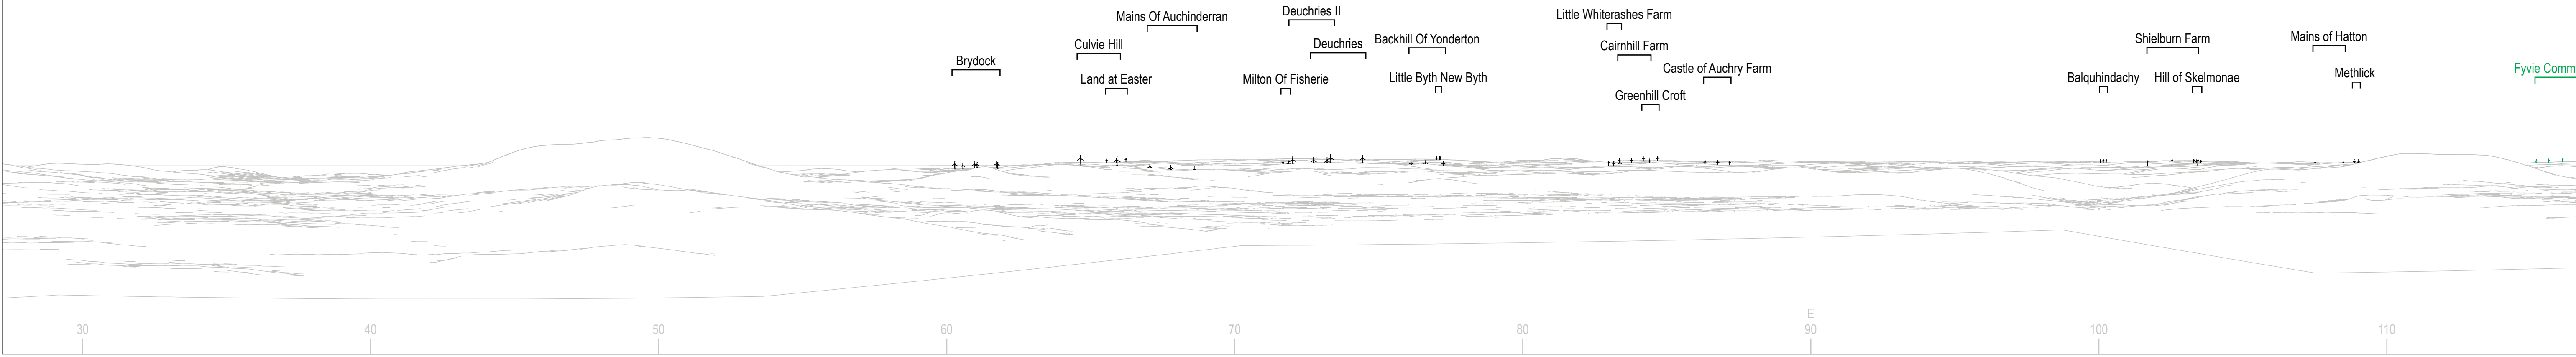 Deuchries II
Little Whiterashes Farm
Mains Of Auchinderran
Culvie Hill
Deuchries
Backhill Of Yonderton
Cairnhill Farm
Shielburn Farm
Mains of Hatton
Brydock
Land at Easter
Milton Of Fisherie
Little Byth New Byth
Castle of Auchry Farm
Greenhill Croft
Balquhindachy
Hill of Skelmonae
Methlick
Fyvie Comm
E
30 40 50 60 70 80 90 100 110